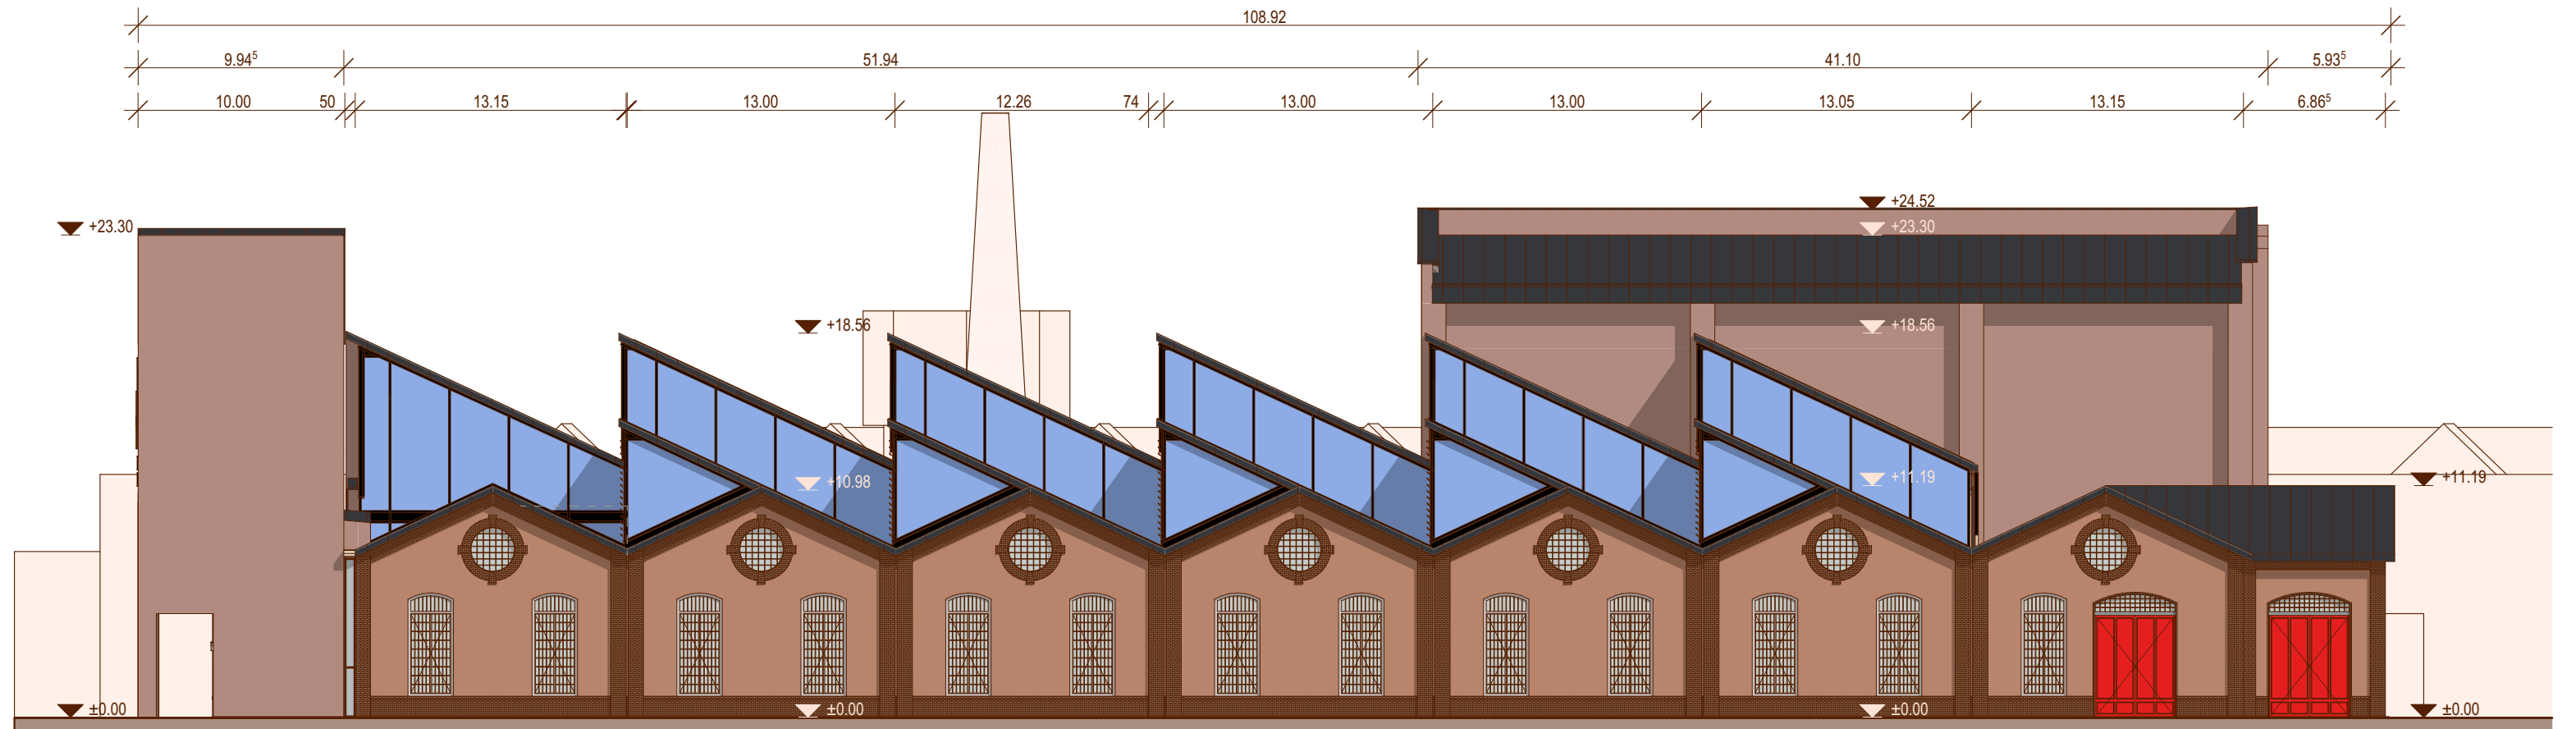 108.92
9.94⁵ 51.94 41.10 5.93⁵
10.00 50 13.15 13.00 12.26 74 13.00 13.00 13.05 13.15 6.86⁵
+24.52
+23.30 +23.30
+18.56 +18.56
+10.98 +11.19 +11.19
±0.00 ±0.00 ±0.00 ±0.00